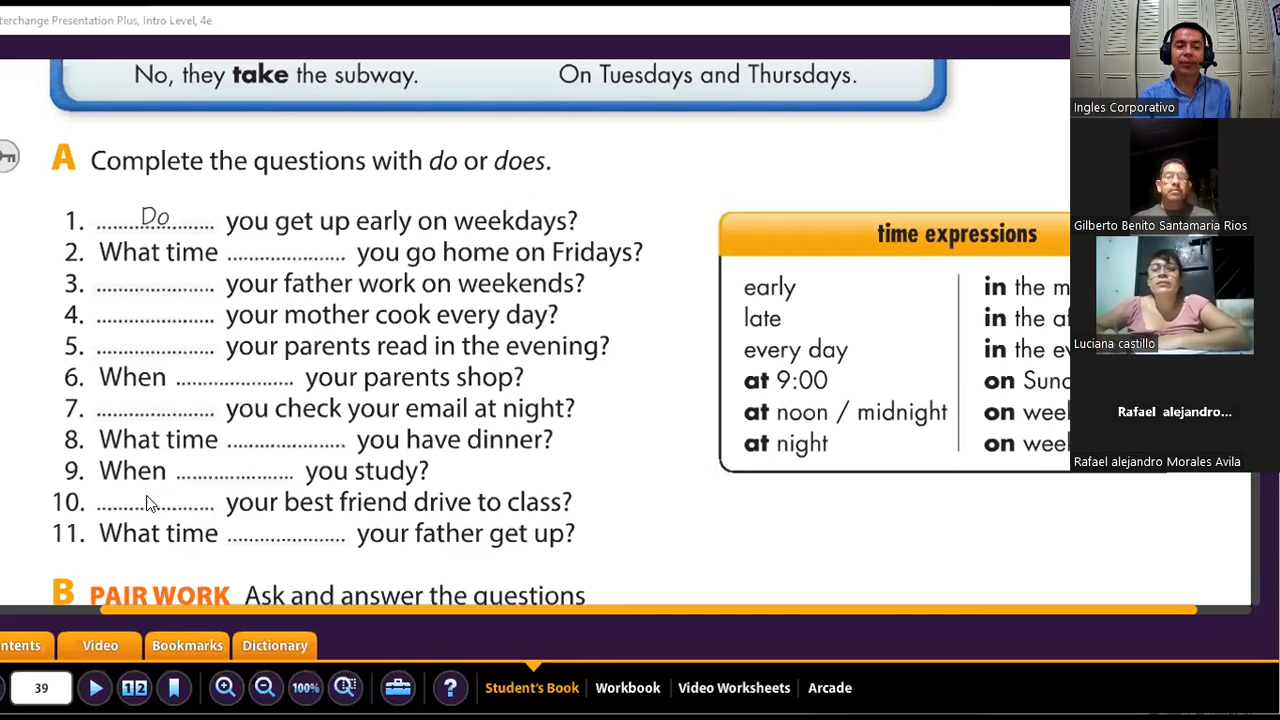 terchange Presentation Plus, Intro Level, 4e
No, they take the subway. On Tuesdays and Thursdays.
A Complete the questions with do or does.
1. Do you get up early on weekdays?
2. What time .................... you go home on Fridays?
3. .................... your father work on weekends?
4. .................... your mother cook every day?
5. .................... your parents read in the evening?
6. When .................... your parents shop?
7. .................... you check your email at night?
8. What time .................... you have dinner?
9. When .................... you study?
10. .................... your best friend drive to class?
11. What time .................... your father get up?
time expressions
early in the m
late in the a
every day in the ev
at 9:00 on Sund
at noon / midnight on week
at night on week
B PAIR WORK Ask and answer the questions
Ingles Corporativo
Gilberto Benito Santamaria Rios
Luciana castillo
Rafael alejandro...
Rafael alejandro Morales Avila
ntents Video Bookmarks Dictionary
39 12 100% ? Student's Book Workbook Video Worksheets Arcade